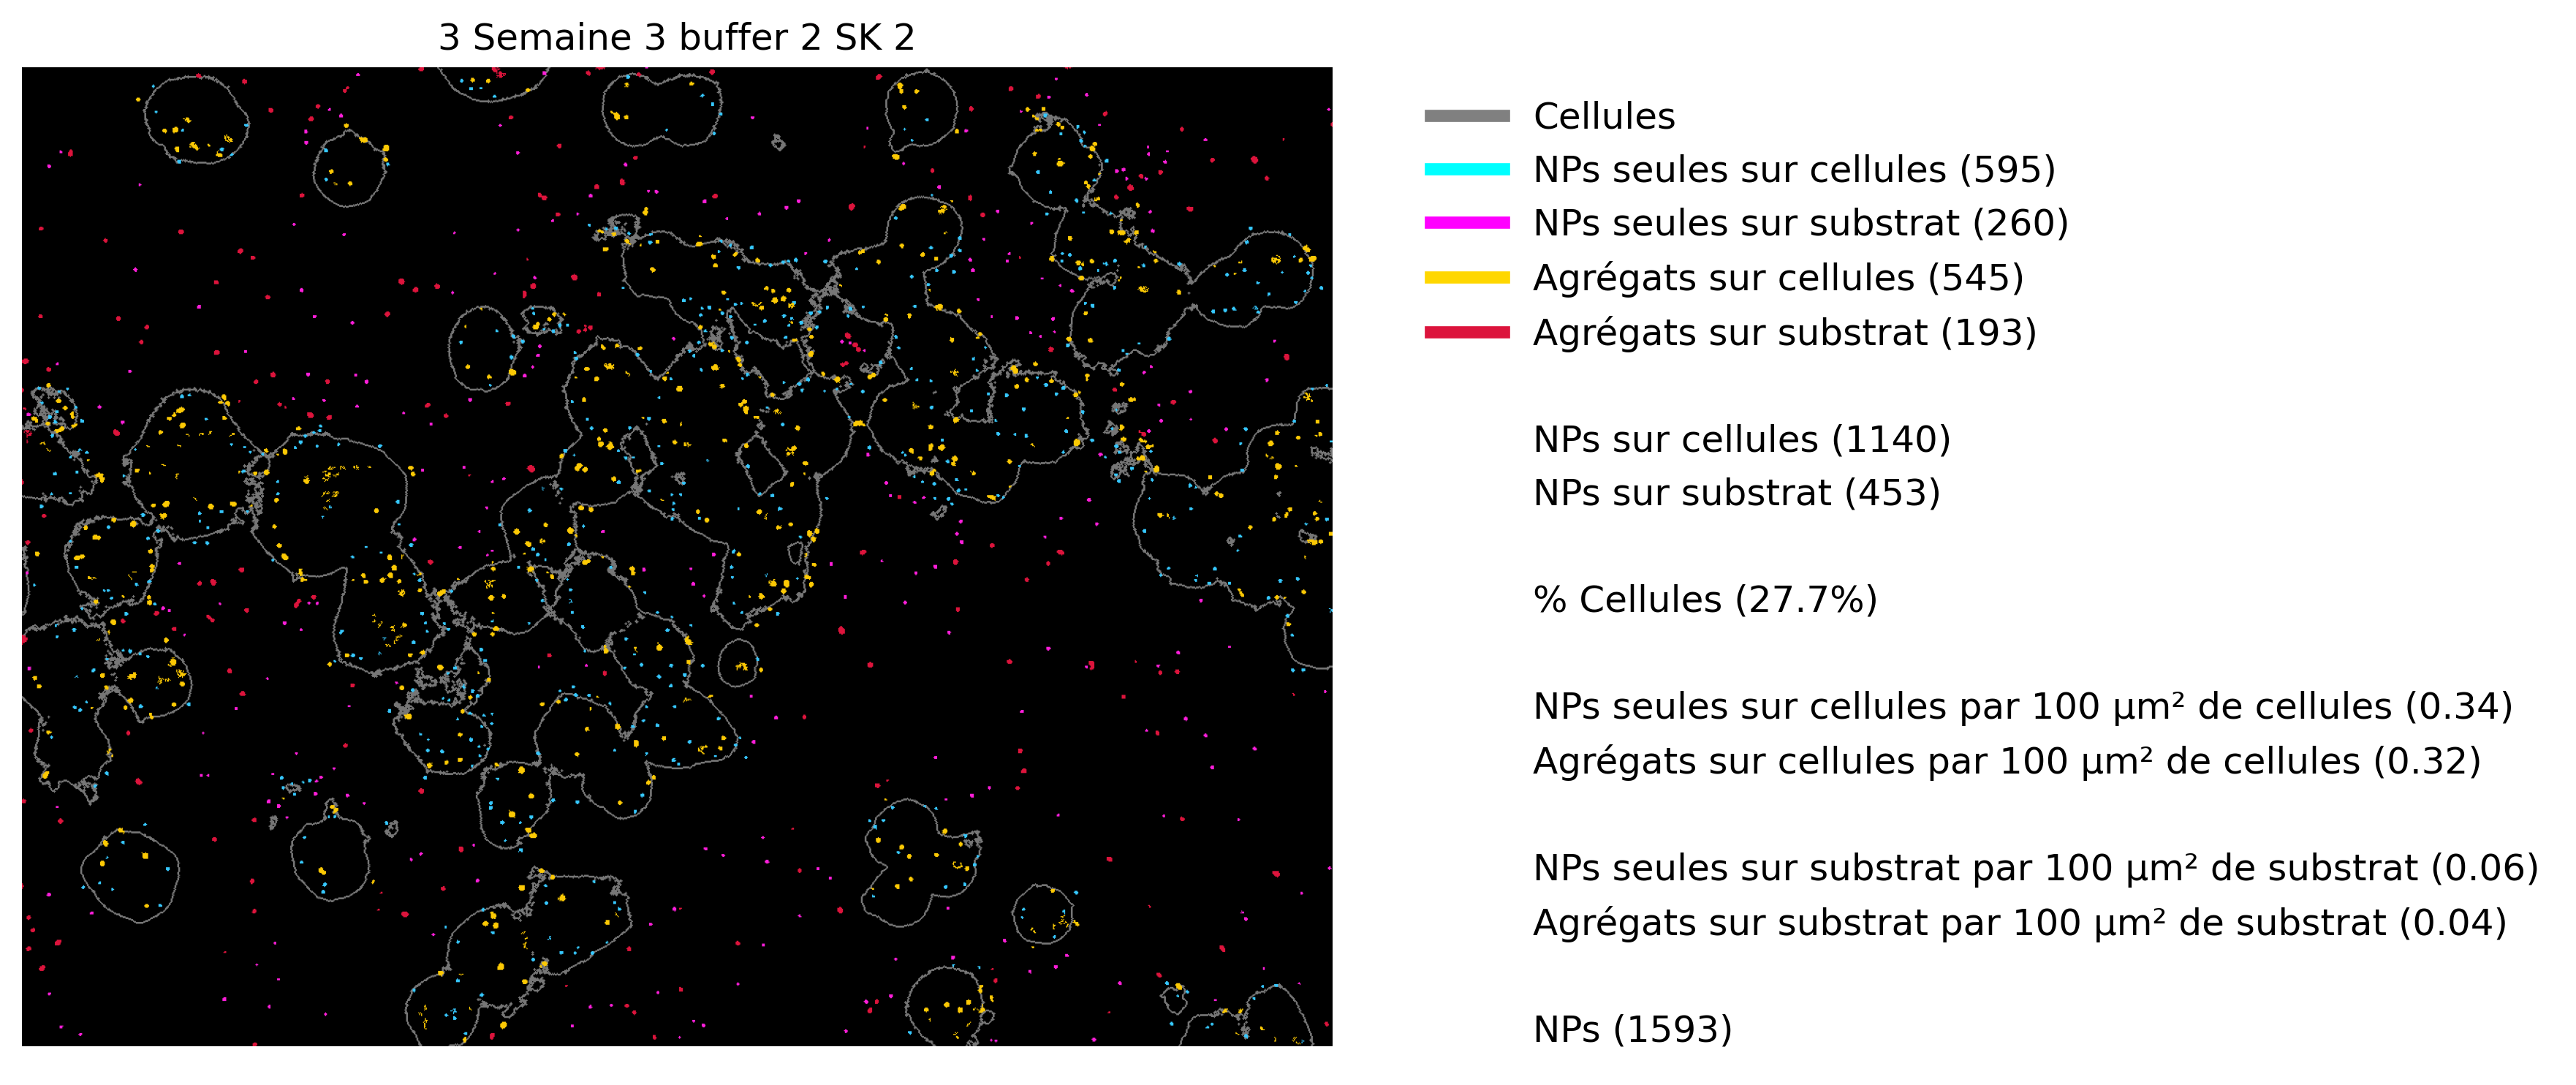 3 Semaine 3 buffer 2 SK 2
Cellules
NPs seules sur cellules (595)
NPs seules sur substrat (260)
Agrégats sur cellules (545)
Agrégats sur substrat (193)
NPs sur cellules (1140)
NPs sur substrat (453)
% Cellules (27.7%)
NPs seules sur cellules par 100 µm² de cellules (0.34)
Agrégats sur cellules par 100 µm² de cellules (0.32)
NPs seules sur substrat par 100 µm² de substrat (0.06)
Agrégats sur substrat par 100 µm² de substrat (0.04)
NPs (1593)